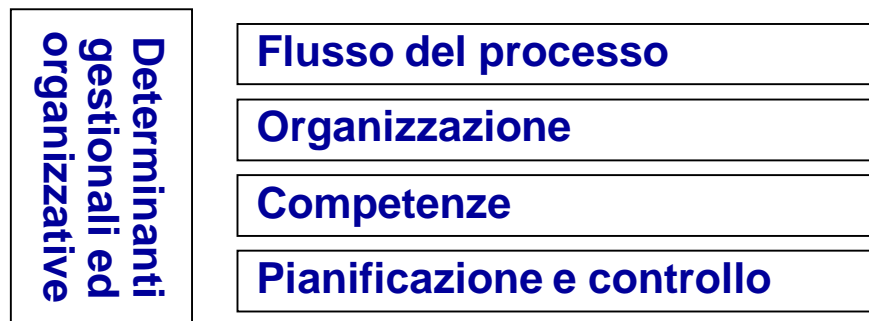 Determinanti
gestionali ed
organizzative
Flusso del processo
Organizzazione
Competenze
Pianificazione e controllo